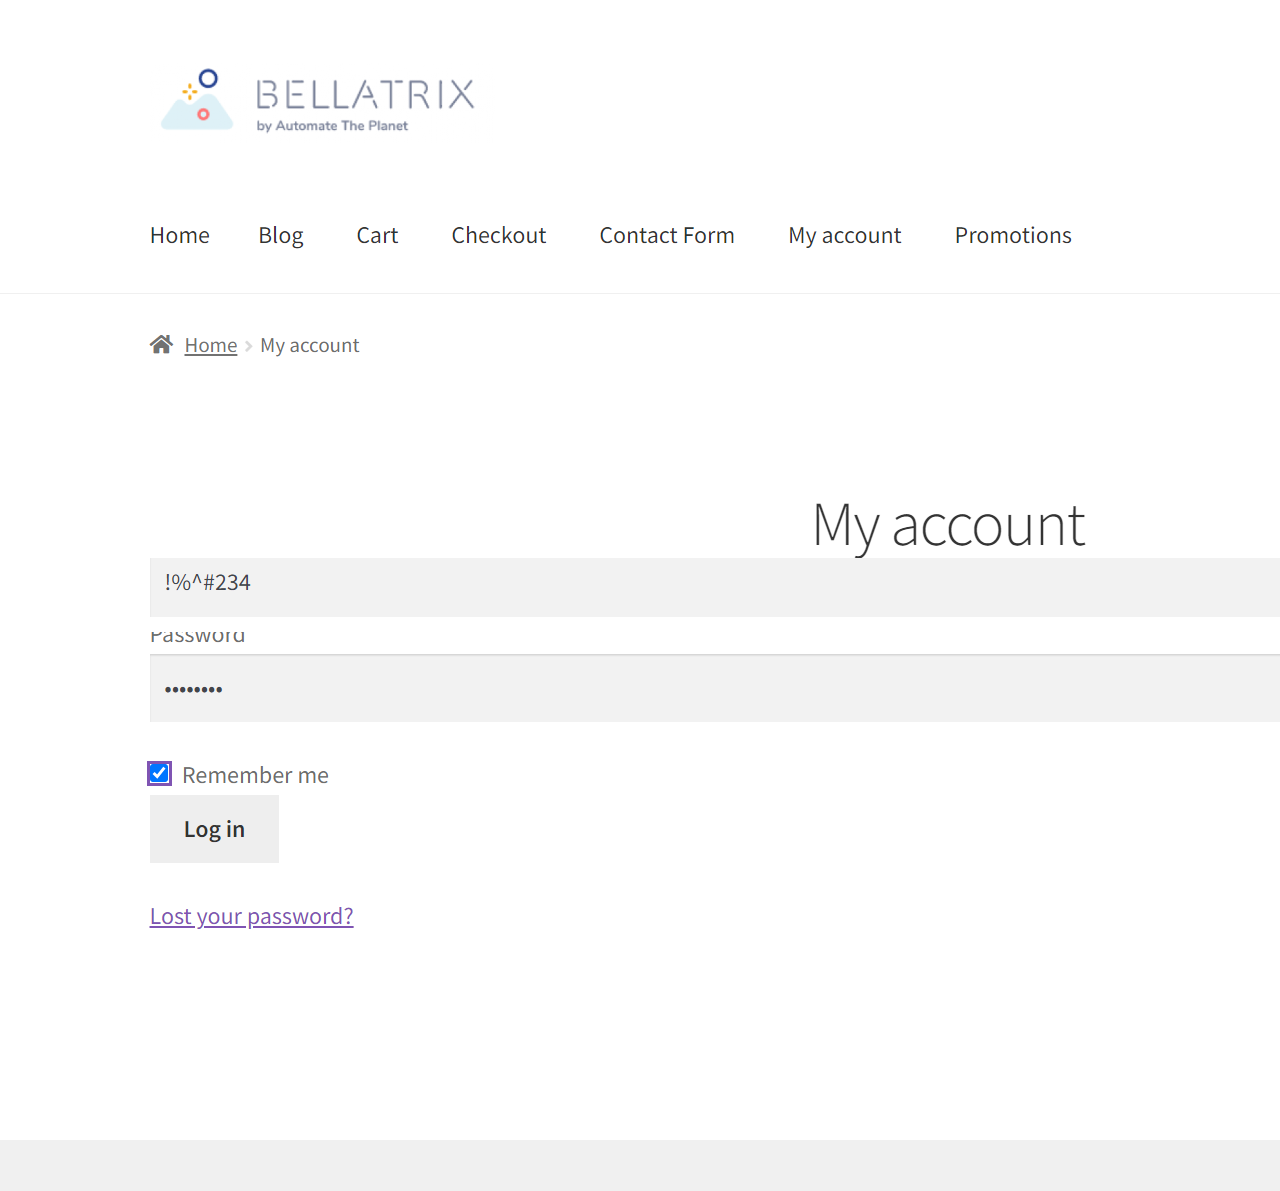 BELLATRIX
by Automate The Planet
Home Blog Cart Checkout Contact Form My account Promotions
Home My account
My account
!%^#234
Password
••••••••
Remember me
Log in
Lost your password?